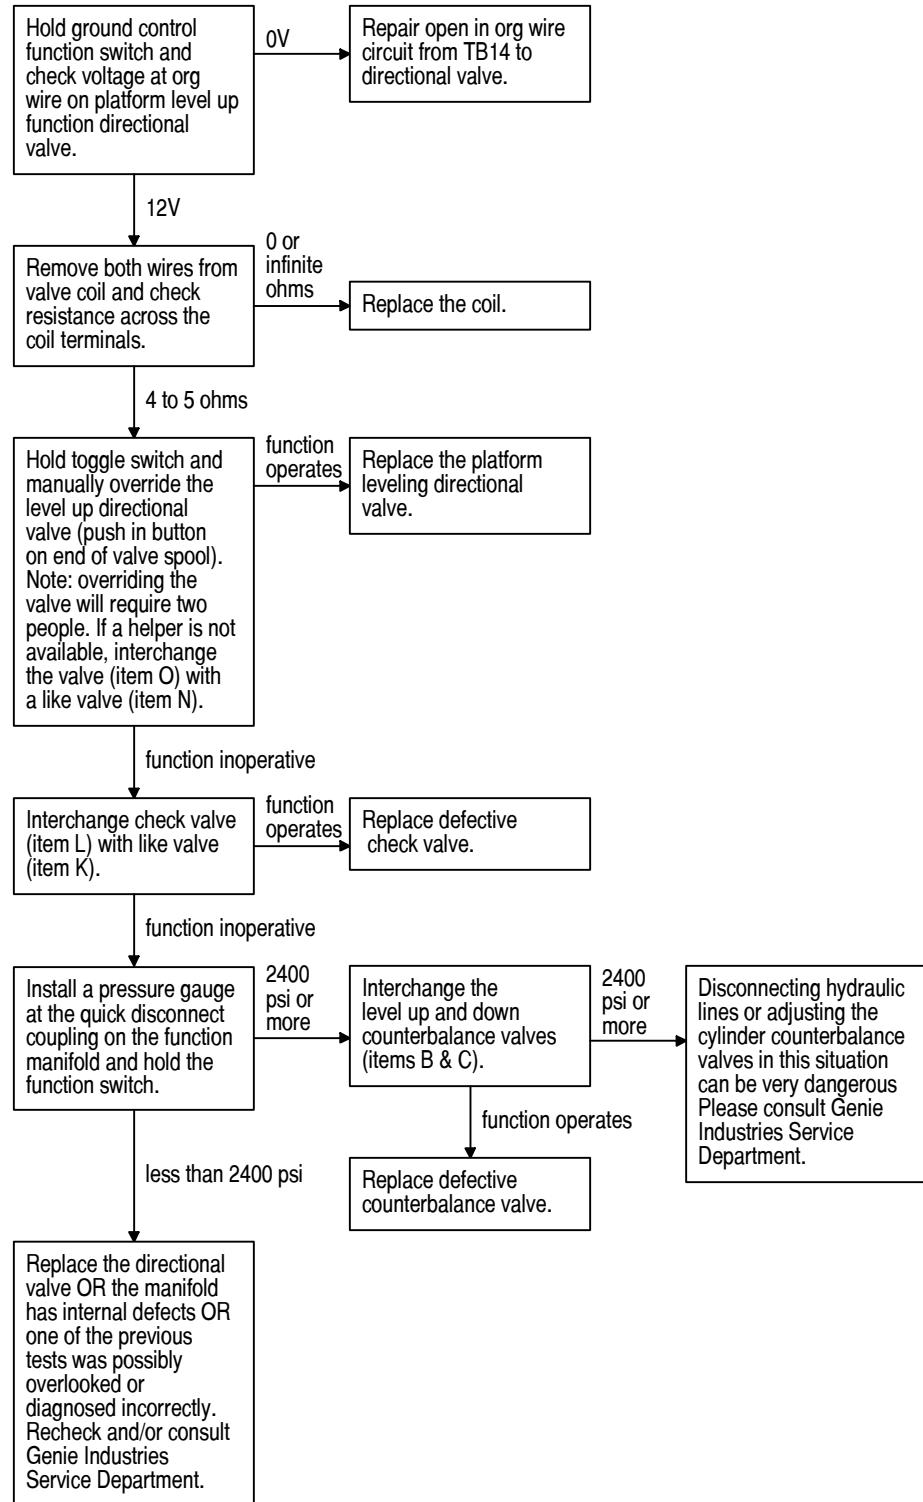 Hold ground control
function switch and
check voltage at org
wire on platform level up
function directional
valve.
0V
Repair open in org wire
circuit from TB14 to
directional valve.
12V
Remove both wires from
valve coil and check
resistance across the
coil terminals.
0 or
infinite
ohms
Replace the coil.
4 to 5 ohms
Hold toggle switch and
manually override the
level up directional
valve (push in button
on end of valve spool).
Note: overriding the
valve will require two
people. If a helper is not
available, interchange
the valve (item O) with
a like valve (item N).
function
operates
Replace the platform
leveling directional
valve.
function inoperative
Interchange check valve
(item L) with like valve
(item K).
function
operates
Replace defective
check valve.
function inoperative
Install a pressure gauge
at the quick disconnect
coupling on the function
manifold and hold the
function switch.
2400
psi or
more
Interchange the
level up and down
counterbalance valves
(items B & C).
2400
psi or
more
Disconnecting hydraulic
lines or adjusting the
cylinder counterbalance
valves in this situation
can be very dangerous
Please consult Genie
Industries Service
Department.
function operates
Replace defective
counterbalance valve.
less than 2400 psi
Replace the directional
valve OR the manifold
has internal defects OR
one of the previous
tests was possibly
overlooked or
diagnosed incorrectly.
Recheck and/or consult
Genie Industries
Service Department.